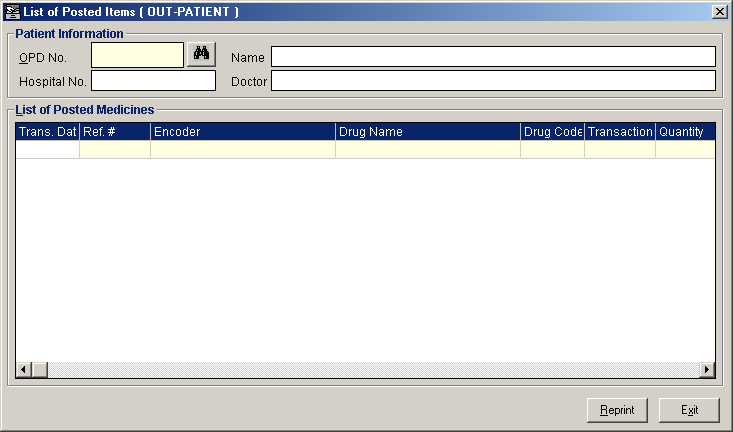 List of Posted Items ( OUT-PATIENT )
Patient Information
OPD No. Name
Hospital No. Doctor
List of Posted Medicines
Trans. Dat Ref. # Encoder Drug Name Drug Code Transaction Quantity
Reprint Exit